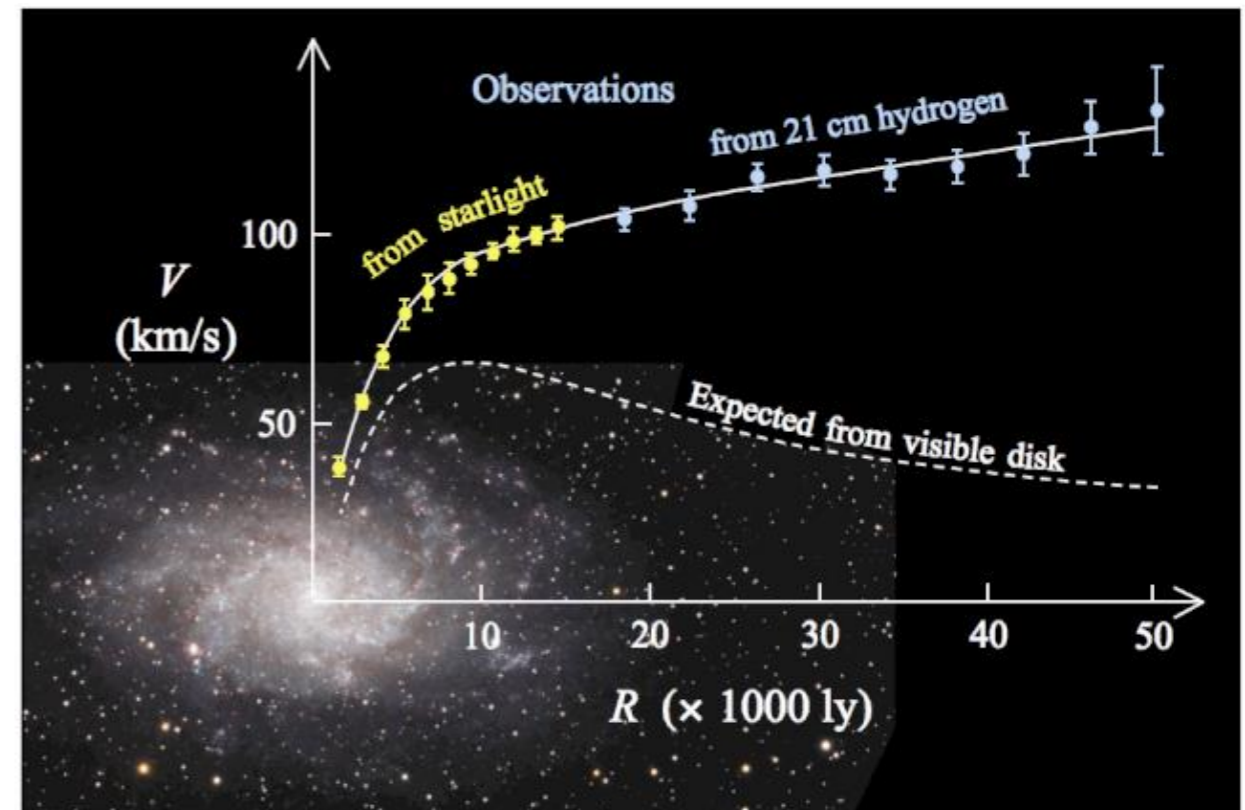 Observations
from 21 cm hydrogen
from starlight
100
V
(km/s)
50
Expected from visible disk
10
20
30
40
50
R (× 1000 ly)